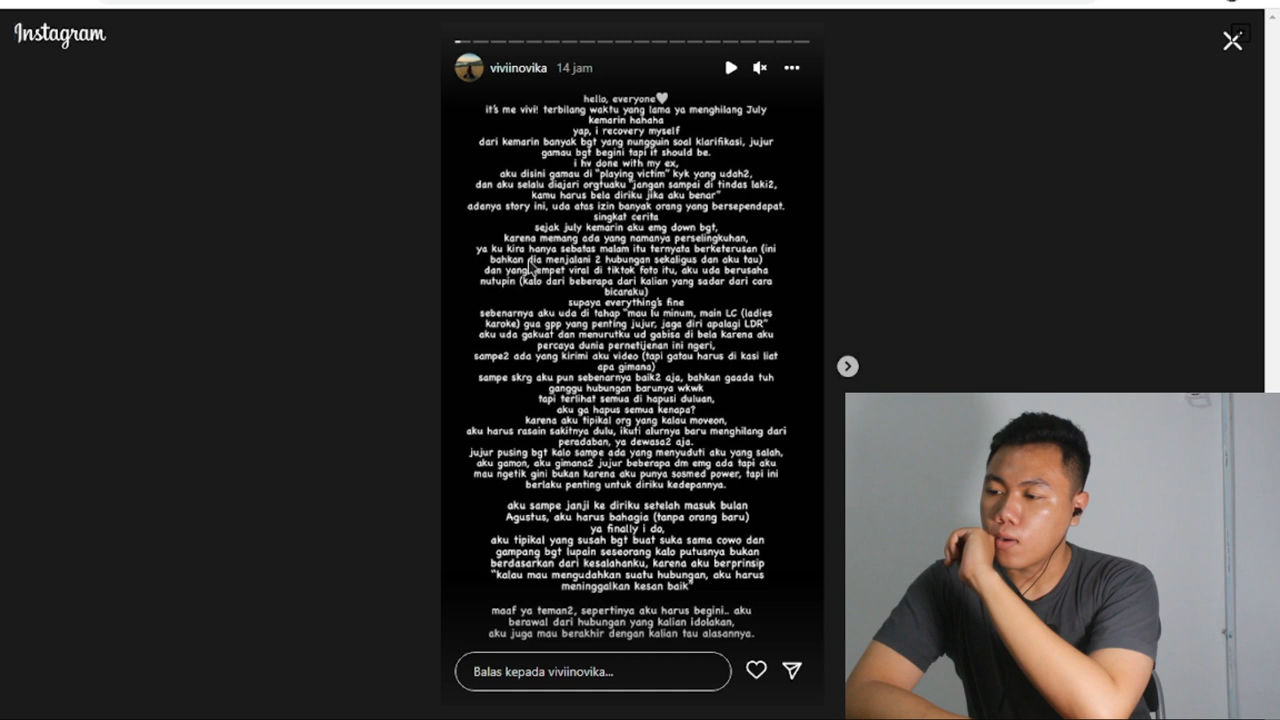 Instagram
viviinovika 14 jam
hello, everyone🤍
it's me vivi! terbilang waktu yang lama ya menghilang July
kemarin hahaha
yap, i recovery myself
dari kemarin banyak bgt yang nungguin soal klarifikasi, jujur
gamau bgt begini tapi it should be.
i hv done with my ex,
aku disini gamau di "playing victim" kyk yang udah2,
dan aku selalu diajari orgtuaku "jangan sampai di tindas laki2,
kamu harus bela diriku jika aku benar"
adanya story ini, uda atas izin banyak orang yang bersependapat.
singkat cerita
sejak july kemarin aku emg down bgt,
karena memang ada yang namanya perselingkuhan,
ya ku kira hanya sebatas malam itu ternyata berketerusan (ini
bahkan dia menjalani 2 hubungan sekaligus dan aku tau)
dan yang sempet viral di tiktok foto itu, aku uda berusaha
nutupin (kalo dari beberapa dari kalian yang sadar dari cara
bicaraku)
supaya everything's fine
sebenarnya aku uda di tahap "mau lu minum, main LC (ladies
karoke) gua gpp yang penting jujur, jaga diri apalagi LDR"
aku uda gakuat dan menurutku ud gabisa di bela karena aku
percaya dunia pernetijenan ini ngeri,
sampe2 ada yang kirimi aku video (tapi gatau harus di kasi liat
apa gimana)
sampe skrg aku pun sebenarnya baik2 aja, bahkan gaada tuh
ganggu hubungan barunya wkwk
tapi terlihat semua di hapusi duluan,
aku ga hapus semua kenapa?
karena aku tipikal org yang kalau moveon,
aku harus rasain sakitnya dulu, ikuti alurnya baru menghilang dari
peradaban, ya dewasa2 aja.
jujur pusing bgt kalo sampe ada yang menyuduti aku yang salah,
aku gamon, aku gimana2 jujur beberapa dm emg ada tapi aku
mau ngetik gini bukan karena aku punya sosmed power, tapi ini
berlaku penting untuk diriku kedepannya.
aku sampe janji ke diriku setelah masuk bulan
Agustus, aku harus bahagia (tanpa orang baru)
ya finally i do,
aku tipikal yang susah bgt buat suka sama cowo dan
gampang bgt lupain seseorang kalo putusnya bukan
berdasarkan dari kesalahanku, karena aku berprinsip
"kalau mau mengudahkan suatu hubungan, aku harus
meninggalkan kesan baik"
maaf ya teman2, sepertinya aku harus begini.. aku
berawal dari hubungan yang kalian idolakan,
aku juga mau berakhir dengan kalian tau alasannya.
Balas kepada viviinovika...